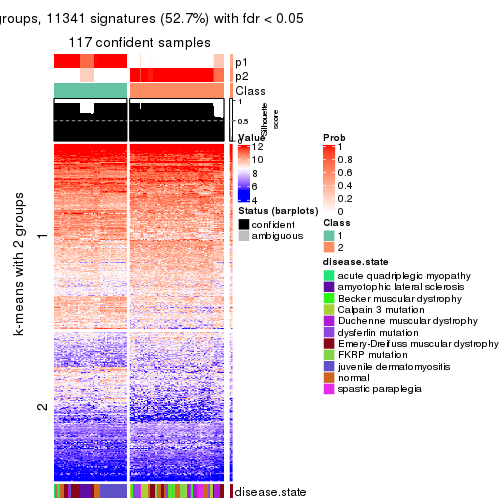 groups, 11341 signatures (52.7%) with fdr < 0.05
117 confident samples
p1
p2
Class
1
0.5
0
Silhouette score
k-means with 2 groups
1
2
Value
12
10
8
6
4
Status (barplots)
confident
ambiguous
Prob
1
0.8
0.6
0.4
0.2
0
Class
1
2
disease.state
acute quadriplegic myopathy
amyotophic lateral sclerosis
Becker muscular dystrophy
Calpain 3 mutation
Duchenne muscular dystrophy
dysferlin mutation
Emery-Dreifuss muscular dystrophy
FKRP mutation
juvenile dermatomyositis
normal
spastic paraplegia
disease.state